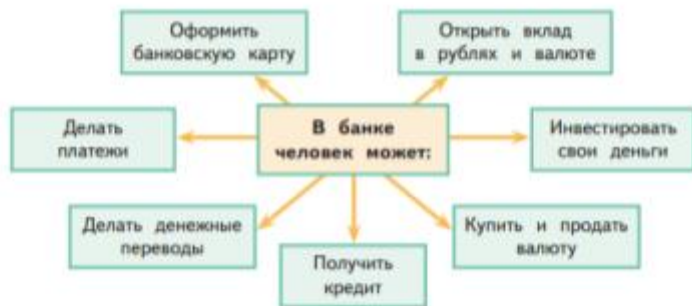 Оформить
банковскую карту
Открыть вклад
в рублях и валюте
Делать
платежи
В банке
человек может:
Инвестировать
свои деньги
Делать денежные
переводы
Получить
кредит
Купить и продать
валюту